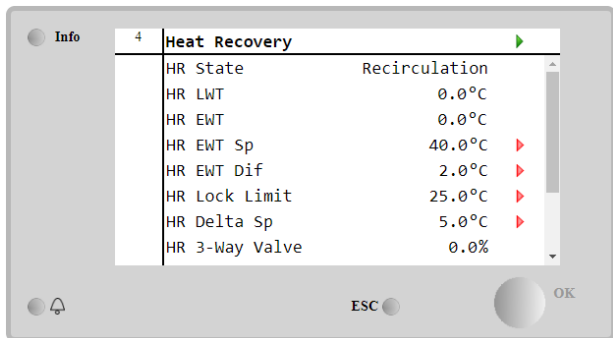 Info
4 Heat Recovery
HR State Recirculation
HR LWT 0.0°C
HR EWT 0.0°C
HR EWT Sp 40.0°C
HR EWT Dif 2.0°C
HR Lock Limit 25.0°C
HR Delta Sp 5.0°C
HR 3-Way Valve 0.0%
ESC
OK